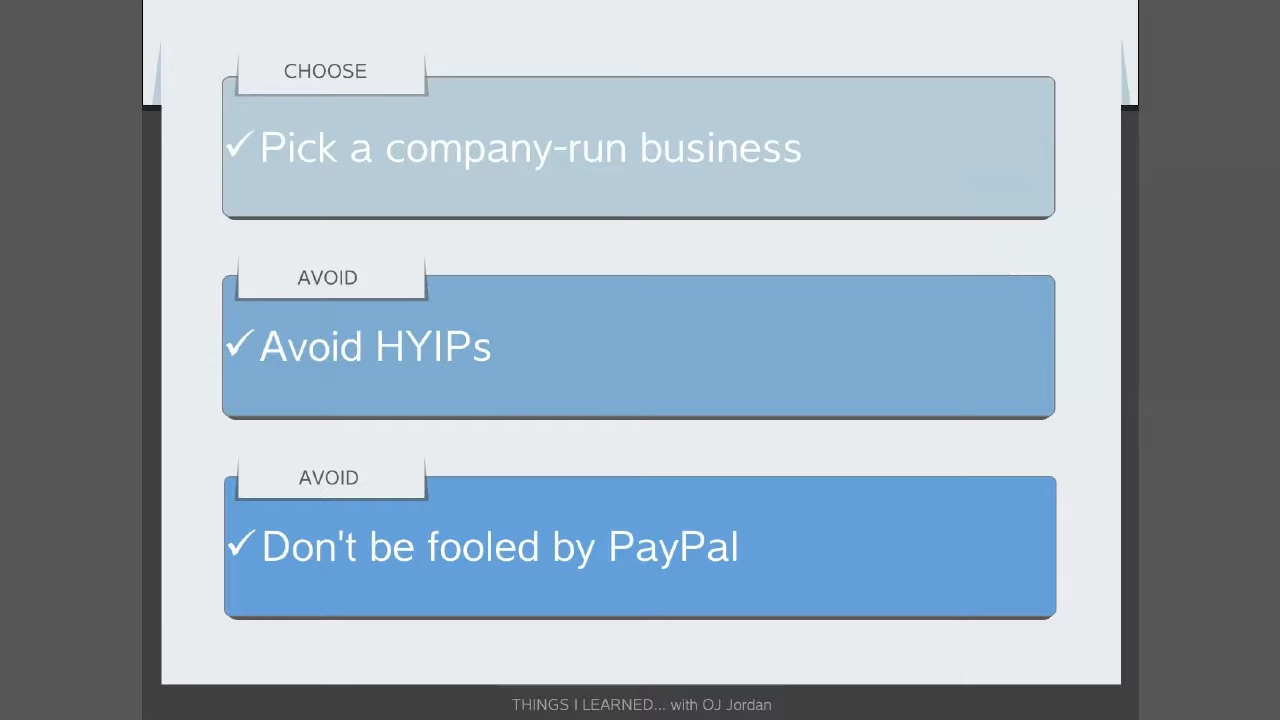 CHOOSE
✓Pick a company-run business
AVOID
✓Avoid HYIPs
AVOID
✓Don't be fooled by PayPal
THINGS I LEARNED... with OJ Jordan